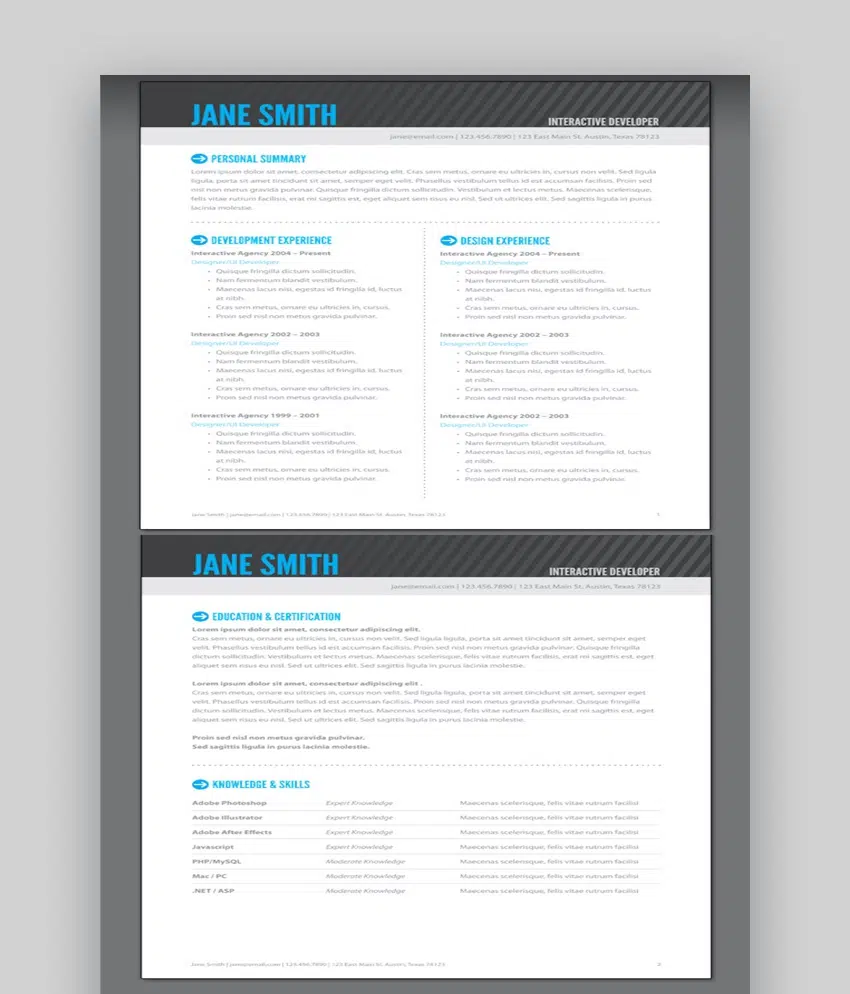 JANE SMITH
INTERACTIVE DEVELOPER
jane@email.com | 123.456.7890 | 123 East Main St. Austin, Texas 78123
PERSONAL SUMMARY
Lorem ipsum dolor sit amet, consectetur adipiscing elit. Cras sem metus, ornare eu ultricies in, cursus non velit. Sed ligula
ligula, porta sit amet tincidunt sit amet, semper eget velit. Phasellus vestibulum tellus id est accumsan facilisis. Proin sed
nisl non metus gravida pulvinar. Quisque fringilla dictum sollicitudin. Vestibulum et lectus metus. Maecenas scelerisque,
felis vitae rutrum facilisis, erat mi sagittis est, eget aliquet sem risus eu nisl. Sed ut ultrices elit. Sed sagittis ligula in purus
lacinia molestie.
DEVELOPMENT EXPERIENCE
Interactive Agency 2004 – Present
Designer/UI Developer
• Quisque fringilla dictum sollicitudin.
• Nam fermentum blandit vestibulum.
• Maecenas lacus nisi, egestas id fringilla id, luctus
at nibh.
• Cras sem metus, ornare eu ultricies in, cursus.
• Proin sed nisl non metus gravida pulvinar.
Interactive Agency 2002 – 2003
Designer/UI Developer
• Quisque fringilla dictum sollicitudin.
• Nam fermentum blandit vestibulum.
• Maecenas lacus nisi, egestas id fringilla id, luctus
at nibh.
• Cras sem metus, ornare eu ultricies in, cursus.
• Proin sed nisl non metus gravida pulvinar.
Interactive Agency 1999 – 2001
Designer/UI Developer
• Quisque fringilla dictum sollicitudin.
• Nam fermentum blandit vestibulum.
• Maecenas lacus nisi, egestas id fringilla id, luctus
at nibh.
• Cras sem metus, ornare eu ultricies in, cursus.
• Proin sed nisl non metus gravida pulvinar.
DESIGN EXPERIENCE
Interactive Agency 2004 – Present
Designer/UI Developer
• Quisque fringilla dictum sollicitudin.
• Nam fermentum blandit vestibulum.
• Maecenas lacus nisi, egestas id fringilla id, luctus
at nibh.
• Cras sem metus, ornare eu ultricies in, cursus.
• Proin sed nisl non metus gravida pulvinar.
Interactive Agency 2002 – 2003
Designer/UI Developer
• Quisque fringilla dictum sollicitudin.
• Nam fermentum blandit vestibulum.
• Maecenas lacus nisi, egestas id fringilla id, luctus
at nibh.
• Cras sem metus, ornare eu ultricies in, cursus.
• Proin sed nisl non metus gravida pulvinar.
Interactive Agency 2002 – 2003
Designer/UI Developer
• Quisque fringilla dictum sollicitudin.
• Nam fermentum blandit vestibulum.
• Maecenas lacus nisi, egestas id fringilla id, luctus
at nibh.
• Cras sem metus, ornare eu ultricies in, cursus.
• Proin sed nisl non metus gravida pulvinar.
Jane Smith | jane@email.com | 123.456.7890 | 123 East Main St. Austin, Texas 78123 1
JANE SMITH
INTERACTIVE DEVELOPER
jane@email.com | 123.456.7890 | 123 East Main St. Austin, Texas 78123
EDUCATION & CERTIFICATION
Lorem ipsum dolor sit amet, consectetur adipiscing elit.
Cras sem metus, ornare eu ultricies in, cursus non velit. Sed ligula ligula, porta sit amet tincidunt sit amet, semper eget
velit. Phasellus vestibulum tellus id est accumsan facilisis. Proin sed nisl non metus gravida pulvinar. Quisque fringilla
dictum sollicitudin. Vestibulum et lectus metus. Maecenas scelerisque, felis vitae rutrum facilisis, erat mi sagittis est, eget
aliquet sem risus eu nisl. Sed ut ultrices elit. Sed sagittis ligula in purus lacinia molestie.
Lorem ipsum dolor sit amet, consectetur adipiscing elit .
Cras sem metus, ornare eu ultricies in, cursus non velit. Sed ligula ligula, porta sit amet tincidunt sit amet, semper eget
velit. Phasellus vestibulum tellus id est accumsan facilisis. Proin sed nisl non metus gravida pulvinar. Quisque fringilla
dictum sollicitudin. Vestibulum et lectus metus. Maecenas scelerisque, felis vitae rutrum facilisis, erat mi sagittis est, eget
aliquet sem risus eu nisl. Sed ut ultrices elit. Sed sagittis ligula in purus lacinia molestie.
Proin sed nisl non metus gravida pulvinar.
Sed sagittis ligula in purus lacinia molestie.
KNOWLEDGE & SKILLS
Adobe Photoshop Expert Knowledge Maecenas scelerisque, felis vitae rutrum facilisi
Adobe Illustrator Expert Knowledge Maecenas scelerisque, felis vitae rutrum facilisi
Adobe After Effects Expert Knowledge Maecenas scelerisque, felis vitae rutrum facilisi
Javascript Expert Knowledge Maecenas scelerisque, felis vitae rutrum facilisi
PHP/MySQL Moderate Knowledge Maecenas scelerisque, felis vitae rutrum facilisi
Mac / PC Moderate Knowledge Maecenas scelerisque, felis vitae rutrum facilisi
.NET / ASP Moderate Knowledge Maecenas scelerisque, felis vitae rutrum facilisi
Jane Smith | jane@email.com | 123.456.7890 | 123 East Main St. Austin, Texas 78123 2